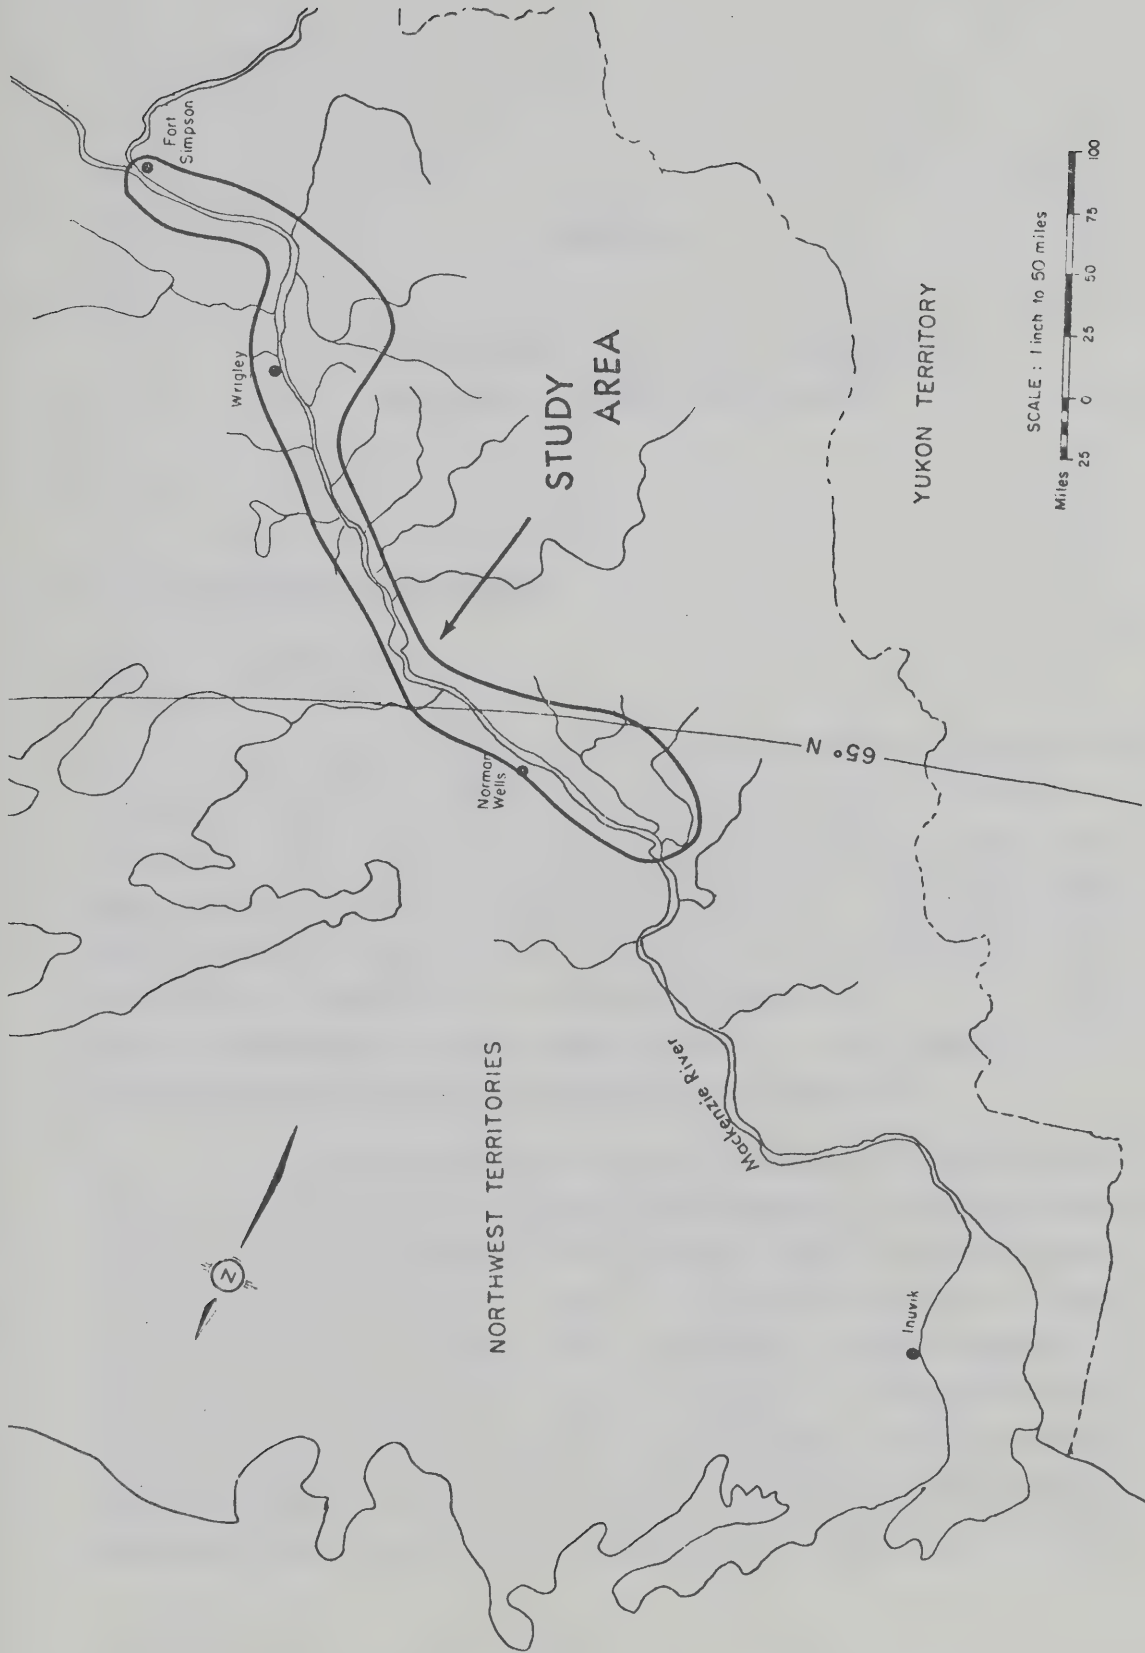 Fort
Simpson
Wrigley
STUDY
AREA
Norman
Wells
65° N
YUKON TERRITORY
SCALE : 1 inch to 50 miles
Miles
25 0 25 50 75 100
NORTHWEST TERRITORIES
Mackenzie River
N
Inuvik